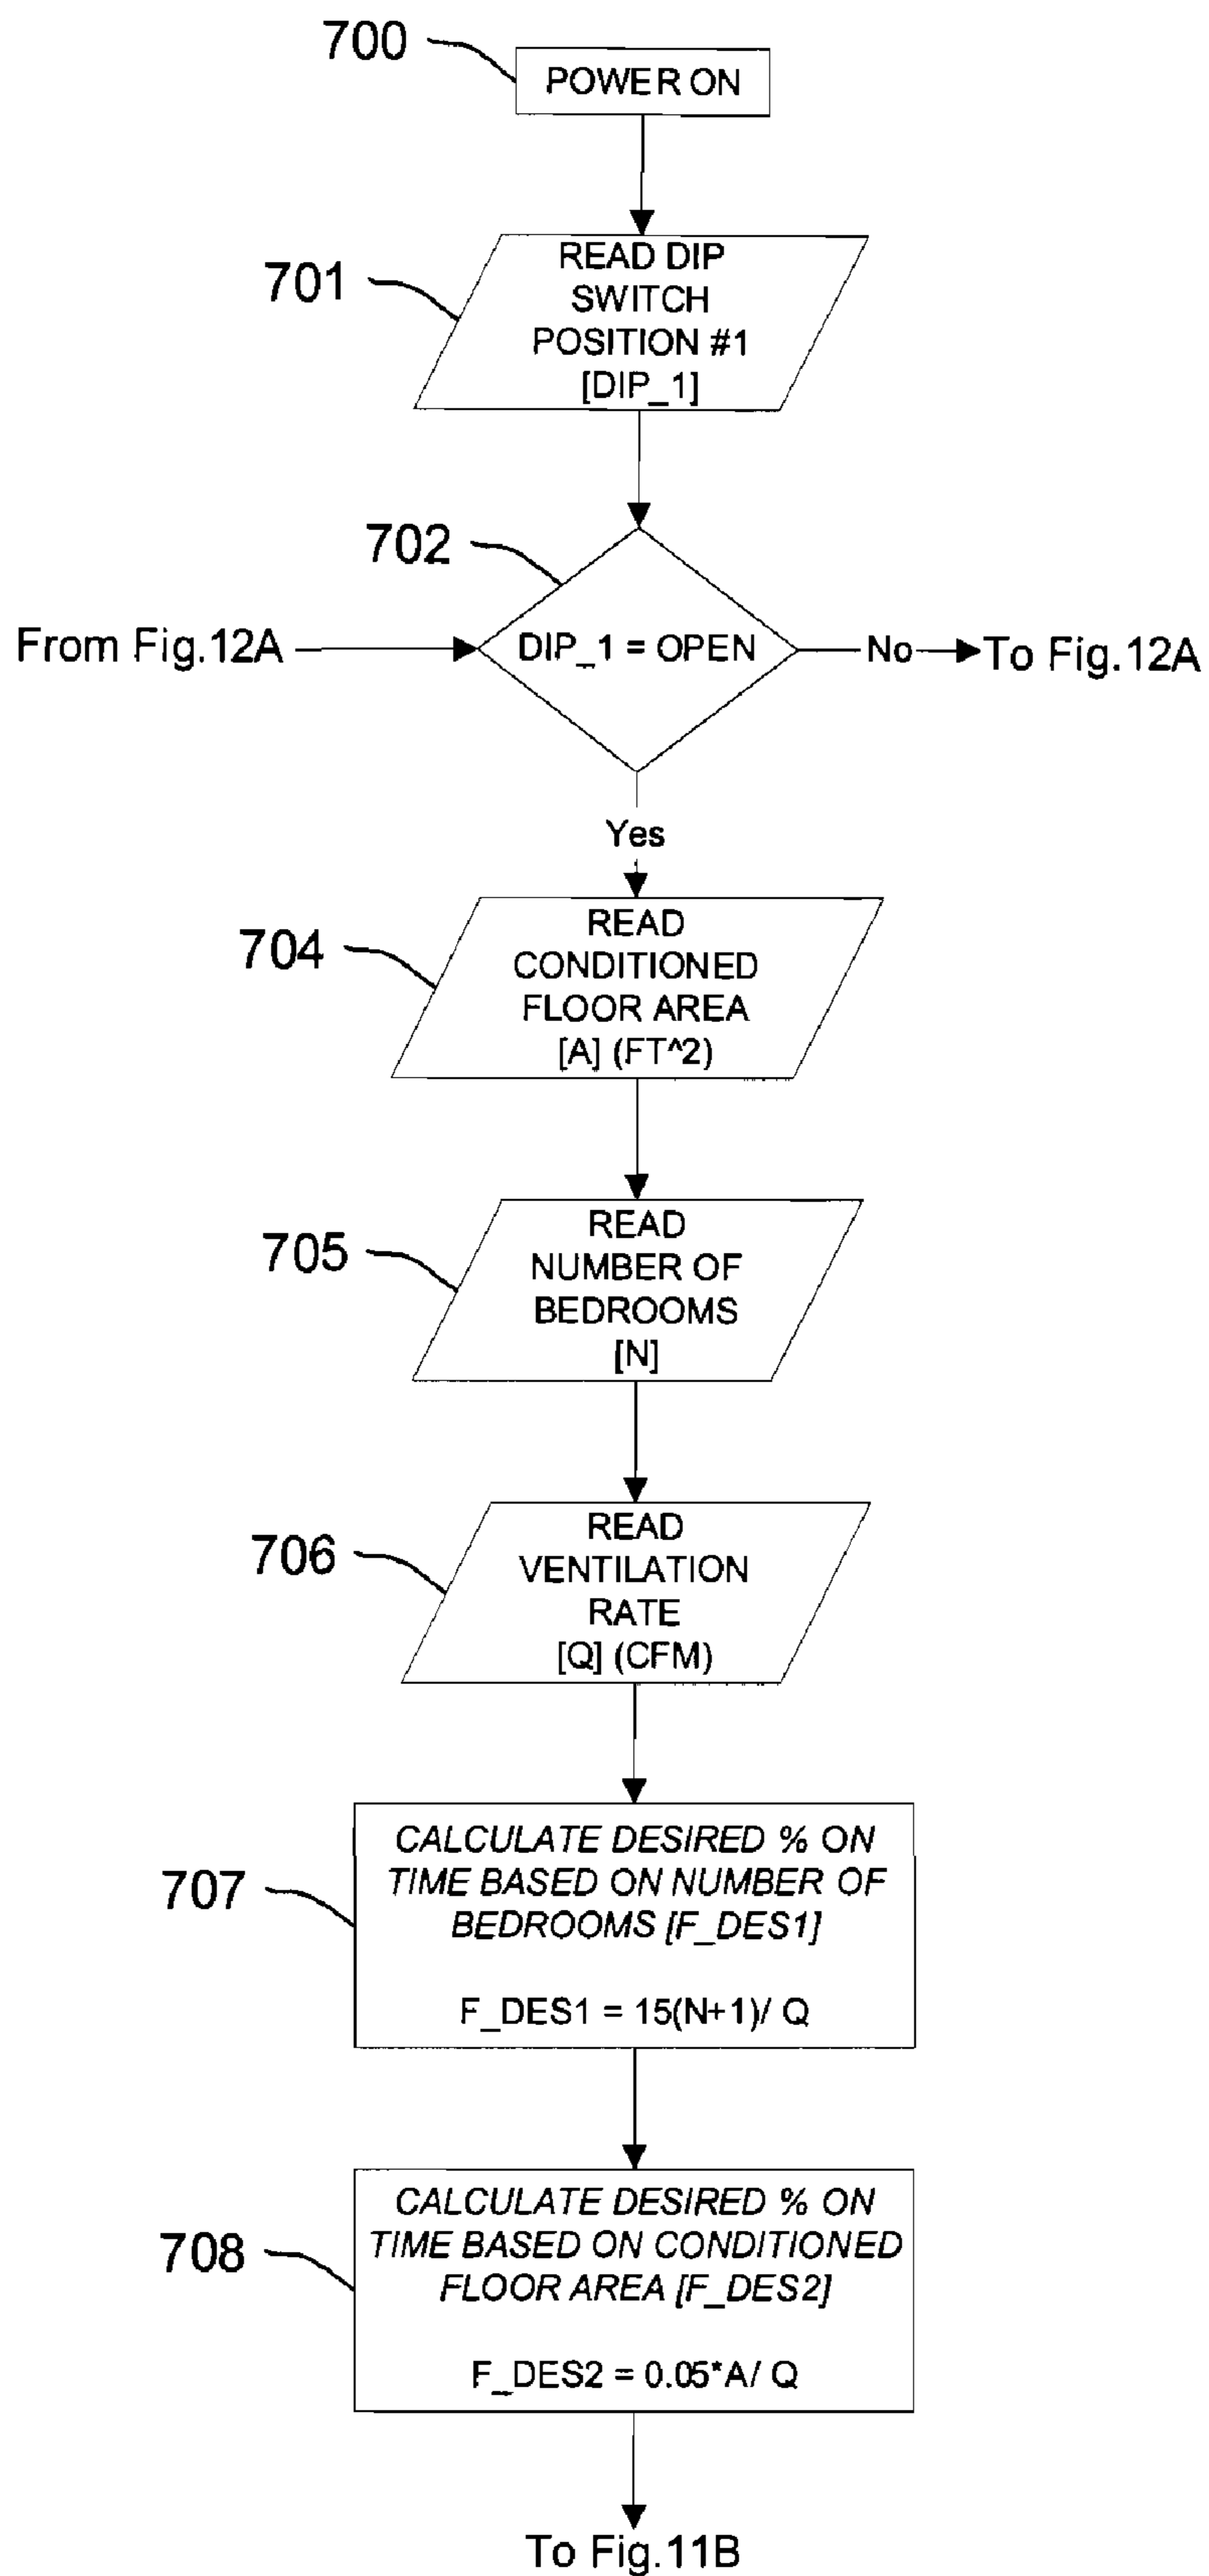 700
POWER ON
701
READ DIP
SWITCH
POSITION #1
[DIP_1]
702
From Fig.12A
DIP_1 = OPEN
No
To Fig.12A
Yes
704
READ
CONDITIONED
FLOOR AREA
[A] (FT^2)
705
READ
NUMBER OF
BEDROOMS
[N]
706
READ
VENTILATION
RATE
[Q] (CFM)
707
CALCULATE DESIRED % ON
TIME BASED ON NUMBER OF
BEDROOMS [F_DES1]
F_DES1 = 15(N+1)/ Q
708
CALCULATE DESIRED % ON
TIME BASED ON CONDITIONED
FLOOR AREA [F_DES2]
F_DES2 = 0.05*A/ Q
To Fig.11B